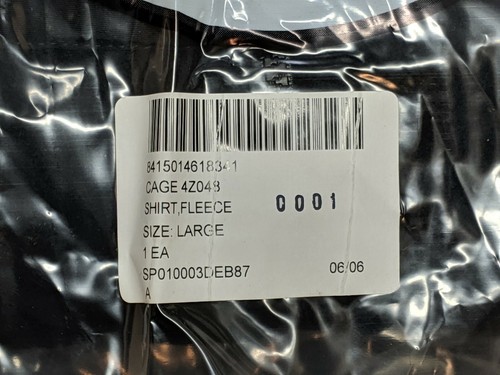 8415014618341
CAGE 4Z048
SHIRT,FLEECE 0001
SIZE: LARGE
1 EA
SP010003DEB87 06/06
A